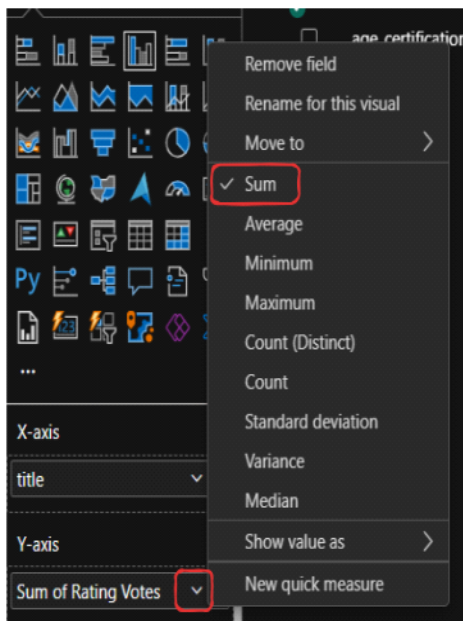 age_certification
Remove field
Rename for this visual
Move to
Sum
Average
Minimum
Maximum
Count (Distinct)
Count
Standard deviation
Variance
Median
Show value as
New quick measure
Py
123
...
X-axis
title
Y-axis
Sum of Rating Votes